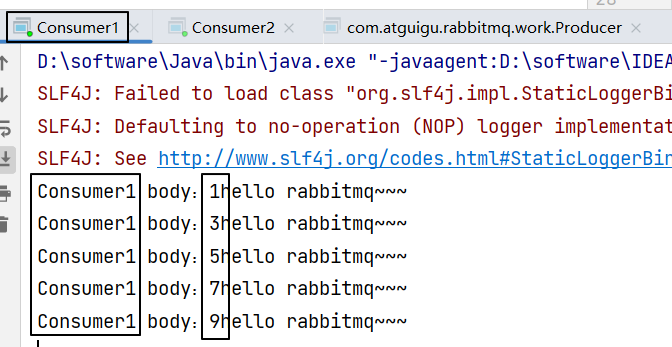 28
Consumer1 × Consumer2 × com.atguigu.rabbitmq.work.Producer ×
D:\software\Java\bin\java.exe "-javaagent:D:\software\IDEA
SLF4J: Failed to load class "org.slf4j.impl.StaticLoggerBi
SLF4J: Defaulting to no-operation (NOP) logger implementat
SLF4J: See http://www.slf4j.org/codes.html#StaticLoggerBin
Consumer1 body：1hello rabbitmq~~~
Consumer1 body：3hello rabbitmq~~~
Consumer1 body：5hello rabbitmq~~~
Consumer1 body：7hello rabbitmq~~~
Consumer1 body：9hello rabbitmq~~~